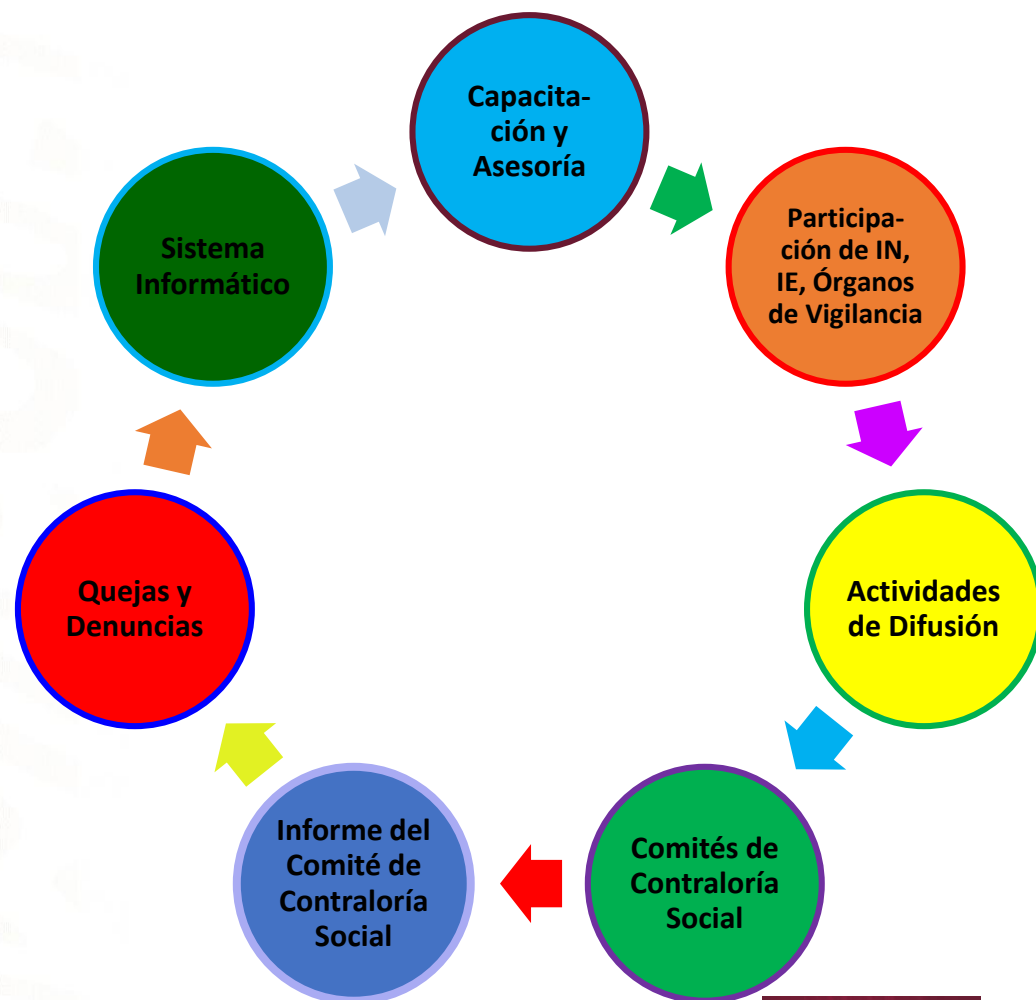 Capacita-
ción y
Asesoría
Participa-
ción de IN,
IE, Órganos
de Vigilancia
Actividades
de Difusión
Comités de
Contraloría
Social
Informe del
Comité de
Contraloría
Social
Quejas y
Denuncias
Sistema
Informático